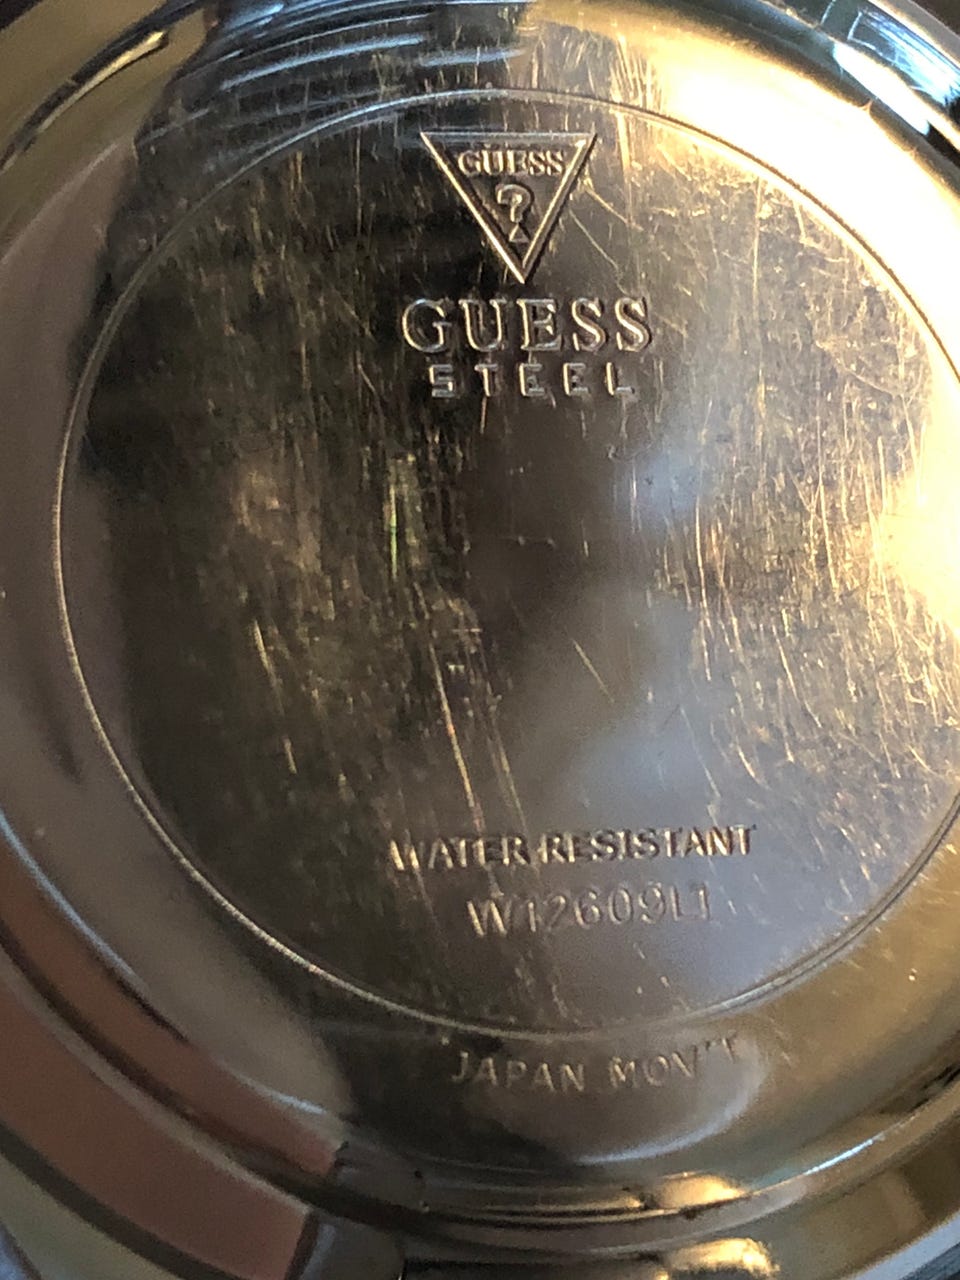 GUESS
?
GUESS
STEEL
WATER RESISTANT
W12609L1
JAPAN MOV'T